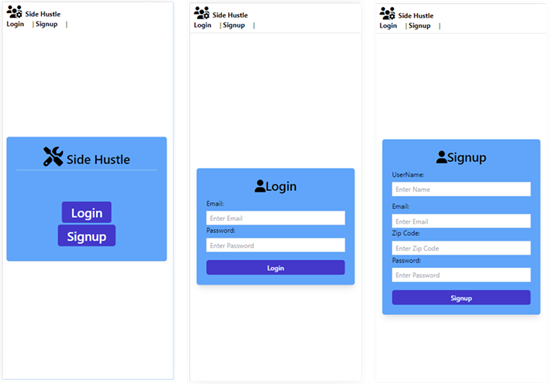 Side Hustle
Login | Signup |
Side Hustle
Login
Signup
Side Hustle
Login | Signup |
Login
Email:
Enter Email
Password:
Enter Password
Login
Side Hustle
Login | Signup |
Signup
UserName:
Enter Name
Email:
Enter Email
Zip Code:
Enter Zip Code
Password:
Enter Password
Signup